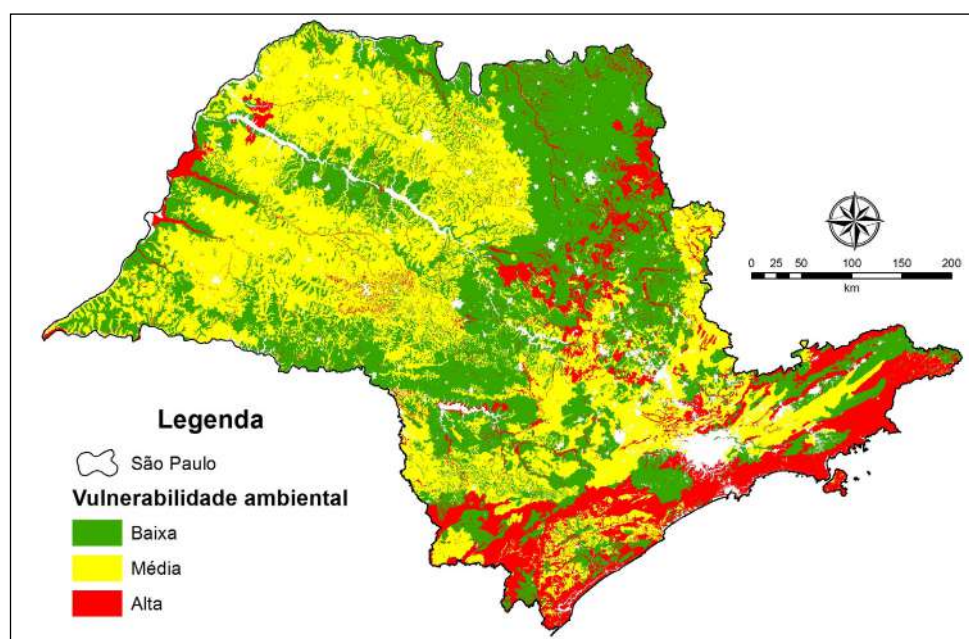 0 25 50 100 150 200
km
Legenda
São Paulo
Vulnerabilidade ambiental
Baixa
Média
Alta